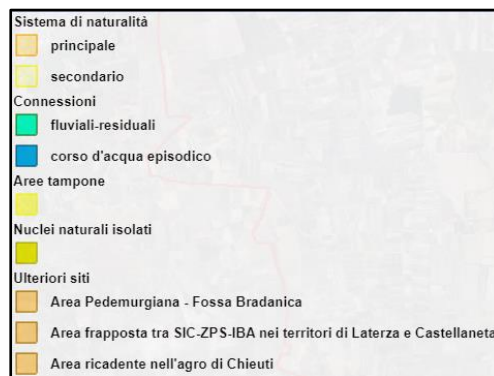 Sistema di naturalità
principale
secondario
Connessioni
fluviali-residuali
corso d'acqua episodico
Aree tampone
Nuclei naturali isolati
Ulteriori siti
Area Pedemurgiana - Fossa Bradanica
Area frapposta tra SIC-ZPS-IBA nei territori di Laterza e Castellaneta
Area ricadente nell'agro di Chieuti